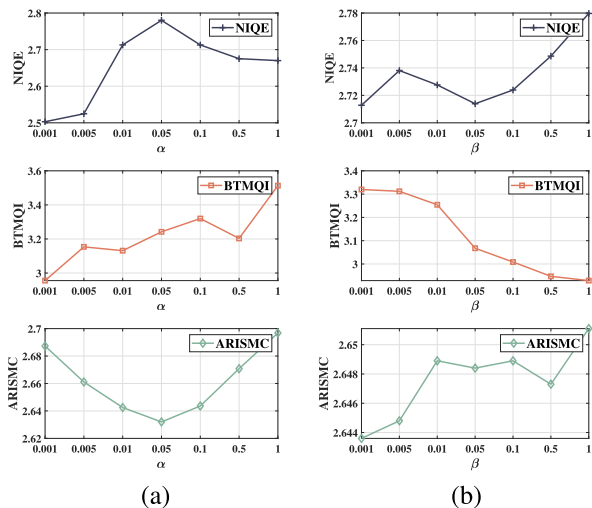 NIQE
2.8
2.7
2.6
2.5
NIQE
0.001 0.005 0.01 0.05 0.1 0.5 1
α
BTMQI
3.6
3.4
3.2
3
BTMQI
0.001 0.005 0.01 0.05 0.1 0.5 1
α
ARISMC
2.7
2.68
2.66
2.64
2.62
ARISMC
0.001 0.005 0.01 0.05 0.1 0.5 1
α
(a)
NIQE
2.78
2.76
2.74
2.72
2.7
NIQE
0.001 0.005 0.01 0.05 0.1 0.5 1
β
BTMQI
3.4
3.3
3.2
3.1
3
BTMQI
0.001 0.005 0.01 0.05 0.1 0.5 1
β
ARISMC
2.65
2.648
2.646
2.644
ARISMC
0.001 0.005 0.01 0.05 0.1 0.5 1
β
(b)